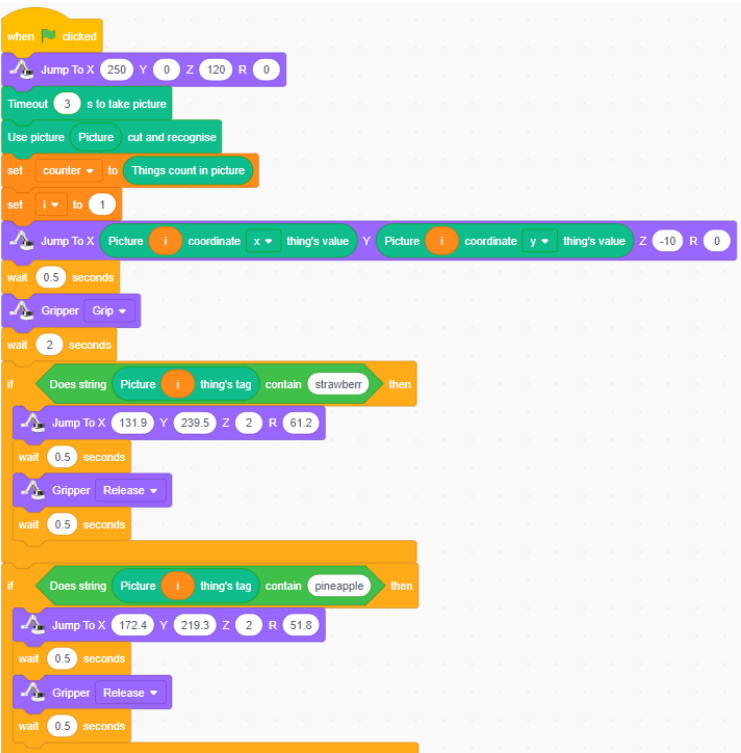 when clicked
Jump To X 250 Y 0 Z 120 R 0
Timeout 3 s to take picture
Use picture Picture cut and recognise
set counter to Things count in picture
set i to 1
Jump To X Picture i coordinate x thing's value Y Picture i coordinate y thing's value Z -10 R 0
wait 0.5 seconds
Gripper Grip
wait 2 seconds
if Does string Picture i thing's tag contain strawberr then
Jump To X 131.9 Y 239.5 Z 2 R 61.2
wait 0.5 seconds
Gripper Release
wait 0.5 seconds
if Does string Picture i thing's tag contain pineapple then
Jump To X 172.4 Y 219.3 Z 2 R 51.8
wait 0.5 seconds
Gripper Release
wait 0.5 seconds